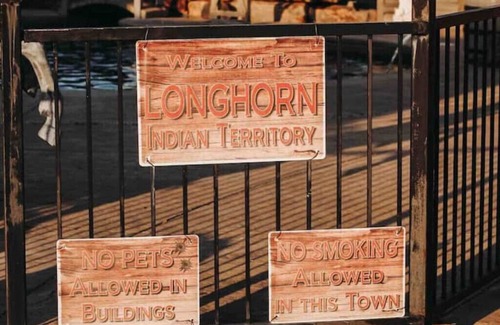 WELCOME TO
LONGHORN
INDIAN TERRITORY
NO PETS
ALLOWED IN
BUILDINGS
NO SMOKING
ALLOWED
IN THIS TOWN